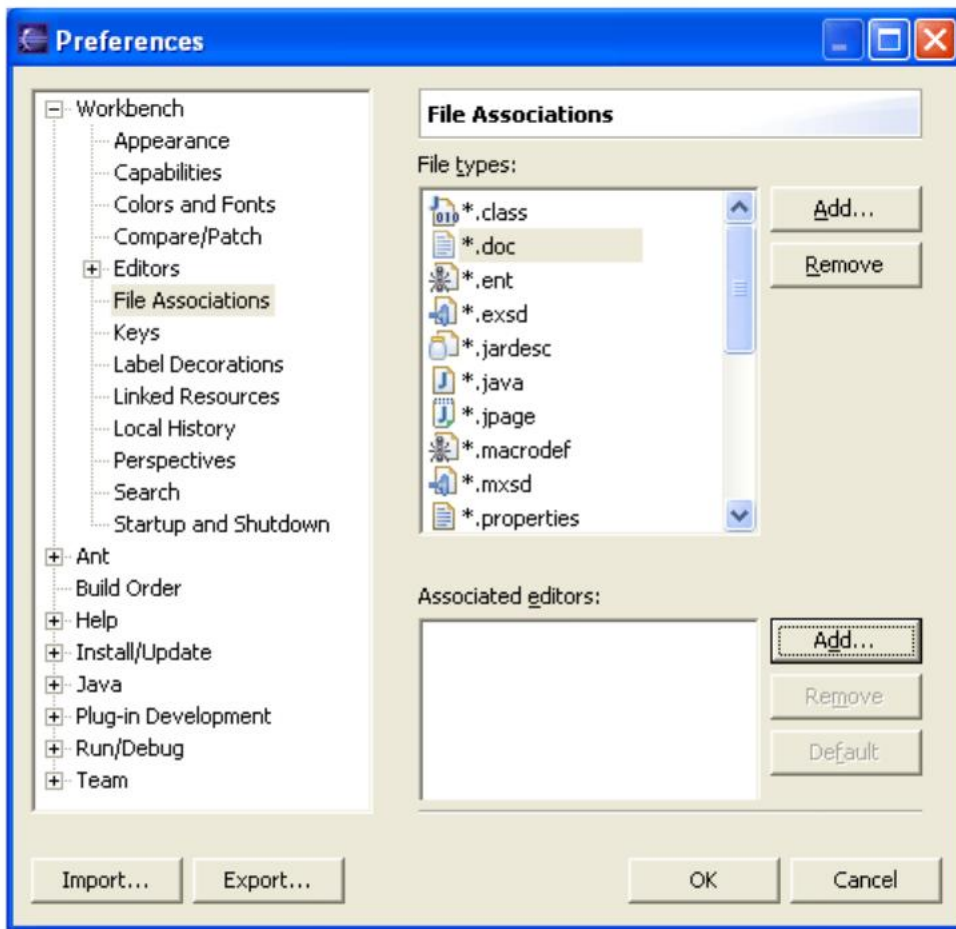 Preferences
Workbench
Appearance
Capabilities
Colors and Fonts
Compare/Patch
Editors
File Associations
Keys
Label Decorations
Linked Resources
Local History
Perspectives
Search
Startup and Shutdown
Ant
Build Order
Help
Install/Update
Java
Plug-in Development
Run/Debug
Team
File Associations
File types:
*.class
*.doc
*.ent
*.exsd
*.jardesc
*.java
*.jpage
*.macrodef
*.mxsd
*.properties
Add...
Remove
Associated editors:
Add...
Remove
Default
Import...
Export...
OK
Cancel